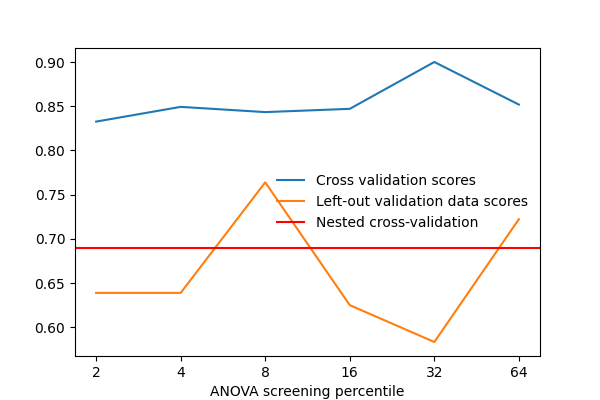 0.90
0.85
0.80
0.75
0.70
0.65
0.60
Cross validation scores
Left-out validation data scores
Nested cross-validation
2 4 8 16 32 64
ANOVA screening percentile